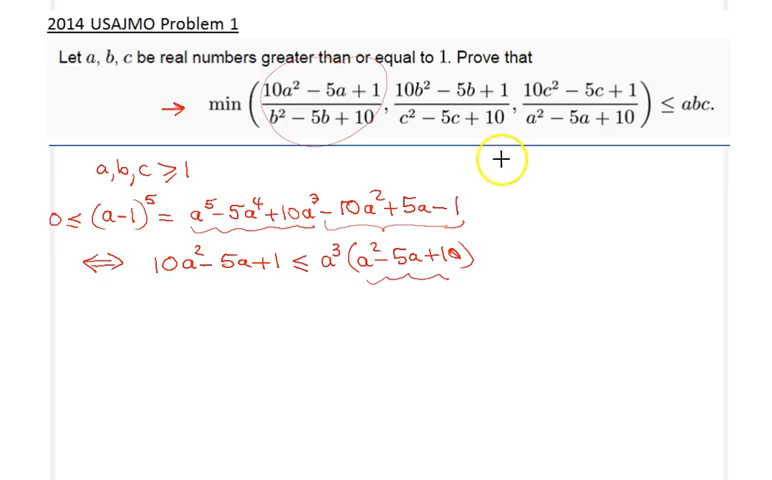 2014 USAJMO Problem 1
Let a, b, c be real numbers greater than or equal to 1. Prove that
→ min ( (10a² − 5a + 1)/(b² − 5b + 10), (10b² − 5b + 1)/(c² − 5c + 10), (10c² − 5c + 1)/(a² − 5a + 10) ) ≤ abc.
a,b,c ≥ 1
0 ≤ (a-1)⁵ = a⁵ - 5a⁴ + 10a³ - 10a² + 5a - 1
⟺ 10a² - 5a + 1 ≤ a³ (a² - 5a + 10)